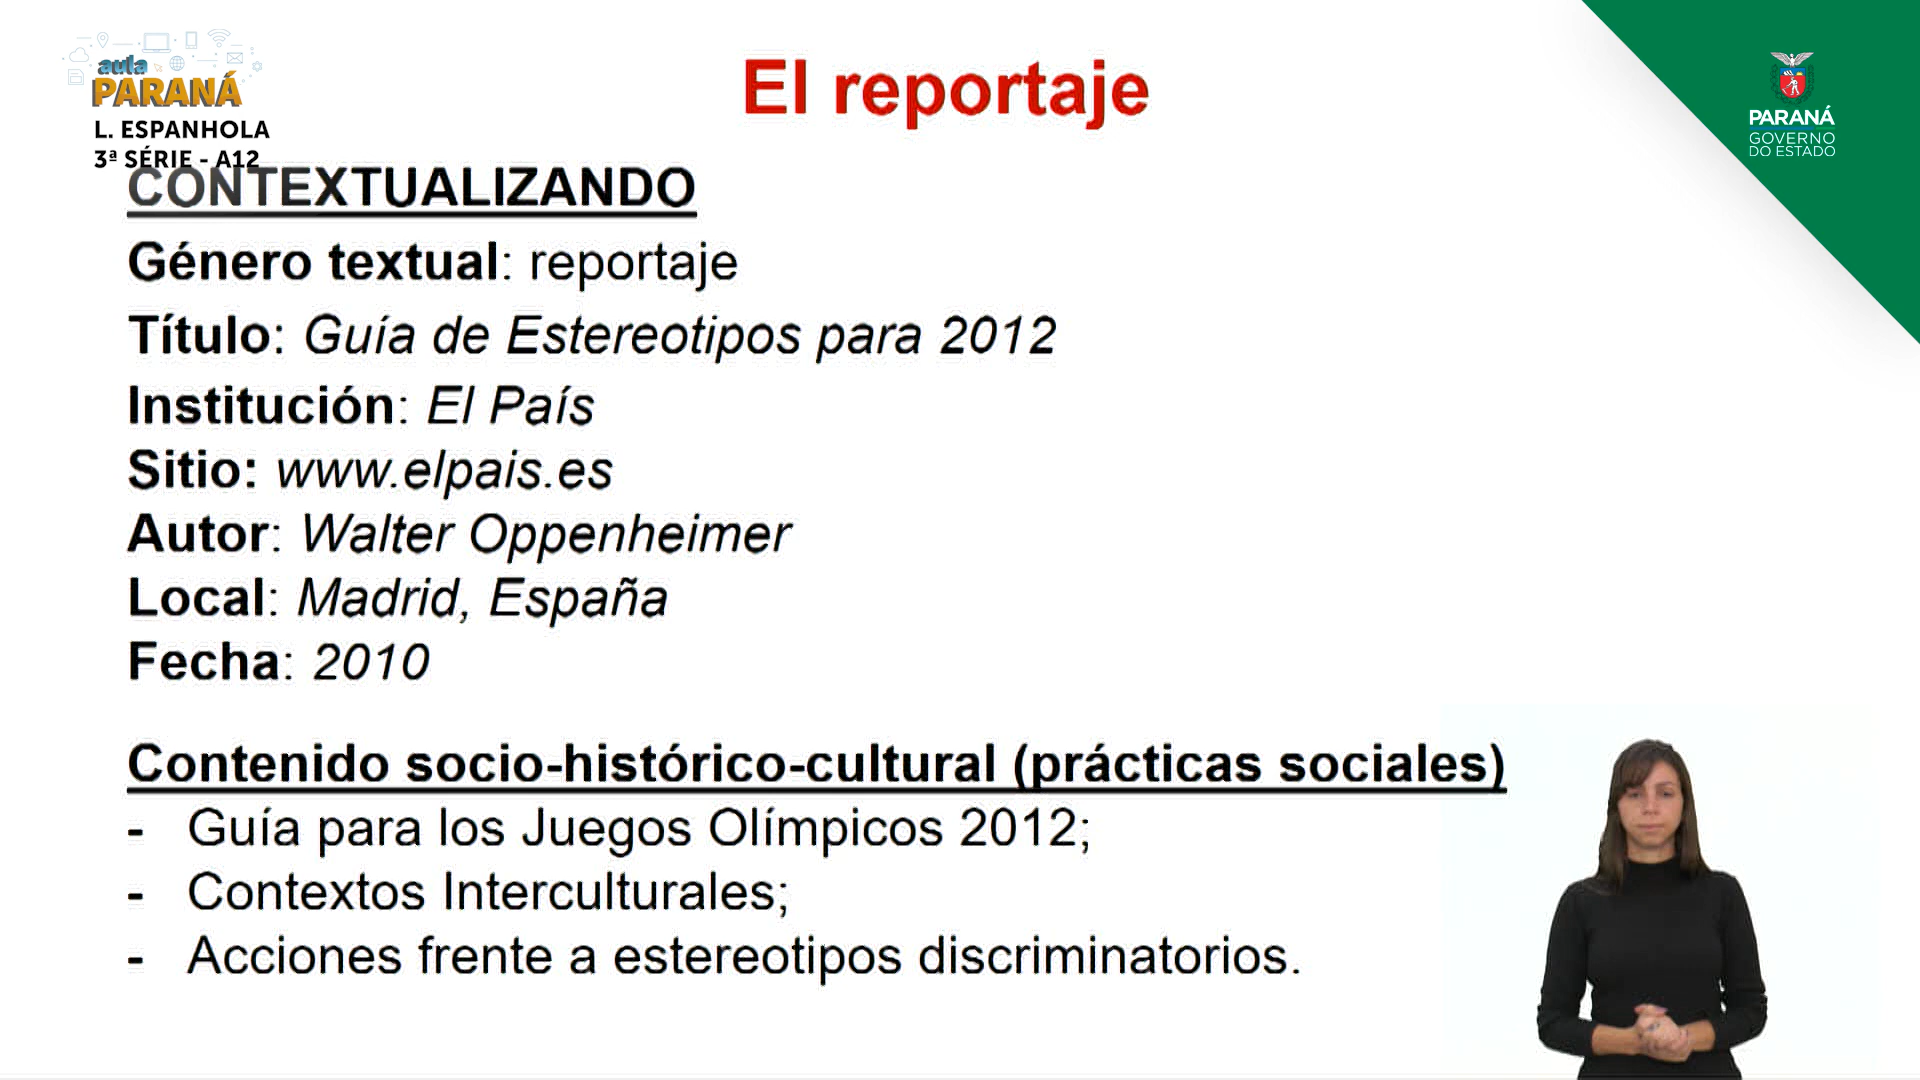 aula
PARANÁ
L. ESPANHOLA
3ª SÉRIE - A12
El reportaje
PARANÁ
GOVERNO
DO ESTADO
CONTEXTUALIZANDO
Género textual: reportaje
Título: Guía de Estereotipos para 2012
Institución: El País
Sitio: www.elpais.es
Autor: Walter Oppenheimer
Local: Madrid, España
Fecha: 2010
Contenido socio-histórico-cultural (prácticas sociales)
- Guía para los Juegos Olímpicos 2012;
- Contextos Interculturales;
- Acciones frente a estereotipos discriminatorios.